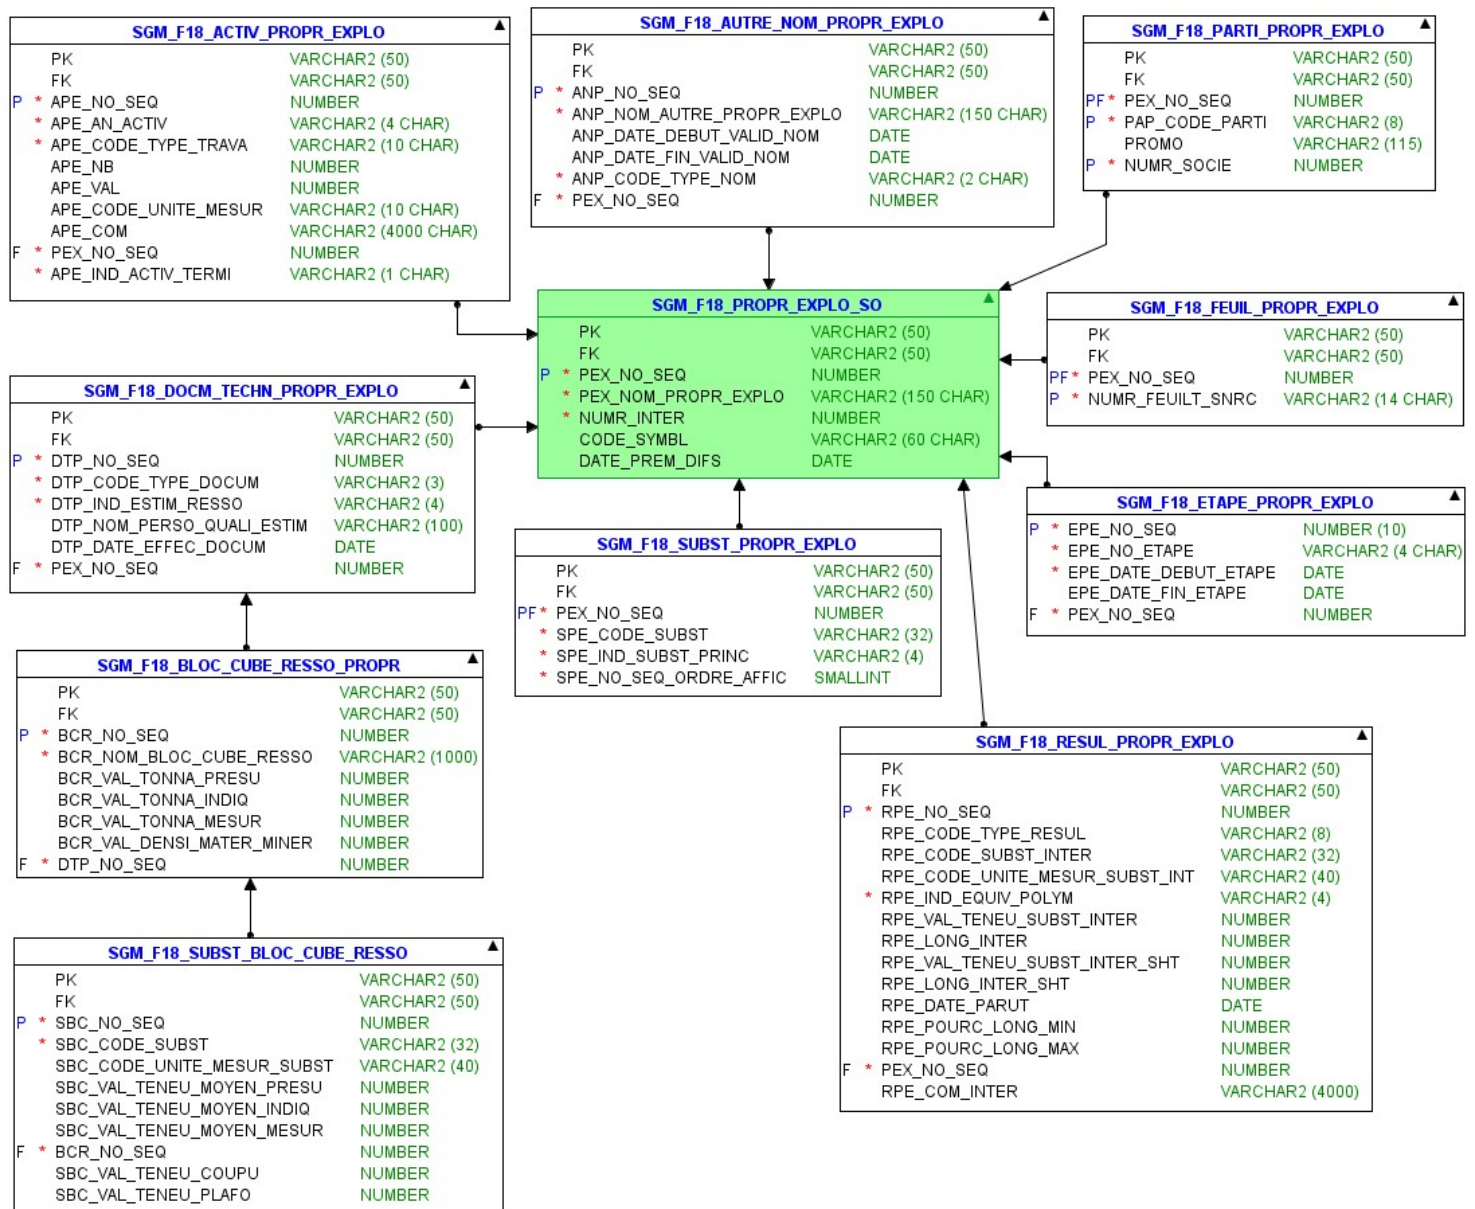 SGM_F18_ACTIV_PROPR_EXPLO
PK VARCHAR2 (50)
FK VARCHAR2 (50)
P * APE_NO_SEQ NUMBER
* APE_AN_ACTIV VARCHAR2 (4 CHAR)
* APE_CODE_TYPE_TRAVA VARCHAR2 (10 CHAR)
APE_NB NUMBER
APE_VAL NUMBER
APE_CODE_UNITE_MESUR VARCHAR2 (10 CHAR)
APE_COM VARCHAR2 (4000 CHAR)
F * PEX_NO_SEQ NUMBER
* APE_IND_ACTIV_TERMI VARCHAR2 (1 CHAR)
SGM_F18_AUTRE_NOM_PROPR_EXPLO
PK VARCHAR2 (50)
FK VARCHAR2 (50)
P * ANP_NO_SEQ NUMBER
* ANP_NOM_AUTRE_PROPR_EXPLO VARCHAR2 (150 CHAR)
ANP_DATE_DEBUT_VALID_NOM DATE
ANP_DATE_FIN_VALID_NOM DATE
* ANP_CODE_TYPE_NOM VARCHAR2 (2 CHAR)
F * PEX_NO_SEQ NUMBER
SGM_F18_PARTI_PROPR_EXPLO
PK VARCHAR2 (50)
FK VARCHAR2 (50)
PF * PEX_NO_SEQ NUMBER
P * PAP_CODE_PARTI VARCHAR2 (8)
PROMO VARCHAR2 (115)
P * NUMR_SOCIE NUMBER
SGM_F18_PROPR_EXPLO_SO
PK VARCHAR2 (50)
FK VARCHAR2 (50)
P * PEX_NO_SEQ NUMBER
* PEX_NOM_PROPR_EXPLO VARCHAR2 (150 CHAR)
* NUMR_INTER NUMBER
CODE_SYMBL VARCHAR2 (60 CHAR)
DATE_PREM_DIFS DATE
SGM_F18_FEUIL_PROPR_EXPLO
PK VARCHAR2 (50)
FK VARCHAR2 (50)
PF * PEX_NO_SEQ NUMBER
P * NUMR_FEUILT_SNRC VARCHAR2 (14 CHAR)
SGM_F18_DOCM_TECHN_PROPR_EXPLO
PK VARCHAR2 (50)
FK VARCHAR2 (50)
P * DTP_NO_SEQ NUMBER
* DTP_CODE_TYPE_DOCUM VARCHAR2 (3)
* DTP_IND_ESTIM_RESSO VARCHAR2 (4)
DTP_NOM_PERSO_QUALI_ESTIM VARCHAR2 (100)
DTP_DATE_EFFEC_DOCUM DATE
F * PEX_NO_SEQ NUMBER
SGM_F18_ETAPE_PROPR_EXPLO
P * EPE_NO_SEQ NUMBER (10)
* EPE_NO_ETAPE VARCHAR2 (4 CHAR)
* EPE_DATE_DEBUT_ETAPE DATE
EPE_DATE_FIN_ETAPE DATE
F * PEX_NO_SEQ NUMBER
SGM_F18_SUBST_PROPR_EXPLO
PK VARCHAR2 (50)
FK VARCHAR2 (50)
PF * PEX_NO_SEQ NUMBER
* SPE_CODE_SUBST VARCHAR2 (32)
* SPE_IND_SUBST_PRINC VARCHAR2 (4)
* SPE_NO_SEQ_ORDRE_AFFIC SMALLINT
SGM_F18_BLOC_CUBE_RESSO_PROPR
PK VARCHAR2 (50)
FK VARCHAR2 (50)
P * BCR_NO_SEQ NUMBER
* BCR_NOM_BLOC_CUBE_RESSO VARCHAR2 (1000)
BCR_VAL_TONNA_PRESU NUMBER
BCR_VAL_TONNA_INDIQ NUMBER
BCR_VAL_TONNA_MESUR NUMBER
BCR_VAL_DENSI_MATER_MINER NUMBER
F * DTP_NO_SEQ NUMBER
SGM_F18_RESUL_PROPR_EXPLO
PK VARCHAR2 (50)
FK VARCHAR2 (50)
P * RPE_NO_SEQ NUMBER
RPE_CODE_TYPE_RESUL VARCHAR2 (8)
RPE_CODE_SUBST_INTER VARCHAR2 (32)
RPE_CODE_UNITE_MESUR_SUBST_INT VARCHAR2 (40)
* RPE_IND_EQUIV_POLYM VARCHAR2 (4)
RPE_VAL_TENEU_SUBST_INTER NUMBER
RPE_LONG_INTER NUMBER
RPE_VAL_TENEU_SUBST_INTER_SHT NUMBER
RPE_LONG_INTER_SHT NUMBER
RPE_DATE_PARUT DATE
RPE_POURC_LONG_MIN NUMBER
RPE_POURC_LONG_MAX NUMBER
F * PEX_NO_SEQ NUMBER
RPE_COM_INTER VARCHAR2 (4000)
SGM_F18_SUBST_BLOC_CUBE_RESSO
PK VARCHAR2 (50)
FK VARCHAR2 (50)
P * SBC_NO_SEQ NUMBER
* SBC_CODE_SUBST VARCHAR2 (32)
SBC_CODE_UNITE_MESUR_SUBST VARCHAR2 (40)
SBC_VAL_TENEU_MOYEN_PRESU NUMBER
SBC_VAL_TENEU_MOYEN_INDIQ NUMBER
SBC_VAL_TENEU_MOYEN_MESUR NUMBER
F * BCR_NO_SEQ NUMBER
SBC_VAL_TENEU_COUPU NUMBER
SBC_VAL_TENEU_PLAFO NUMBER